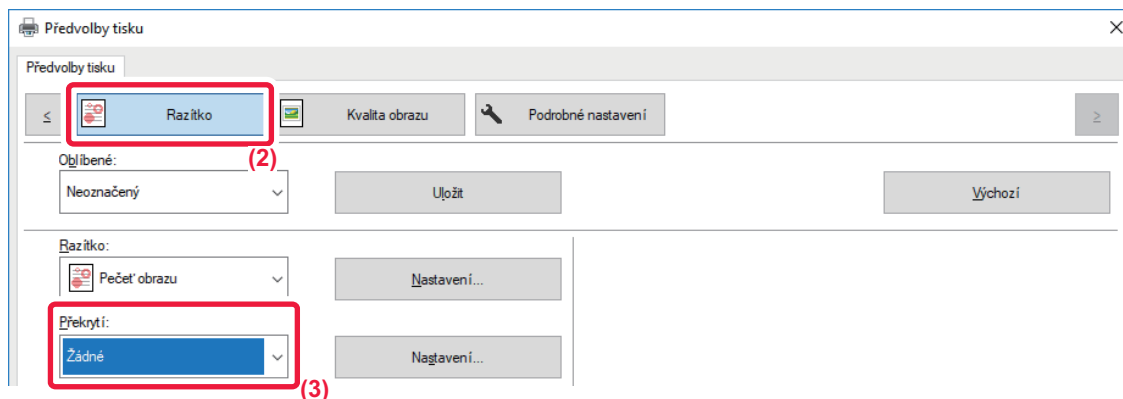 Předvolby tisku
Předvolby tisku
≤ Razítko Kvalita obrazu Podrobné nastavení ≥
(2)
Oblíbené:
Neoznačený Uložit Výchozí
Razítko:
Pečeť obrazu Nastavení...
Překrytí:
Žádné Nastavení...
(3)